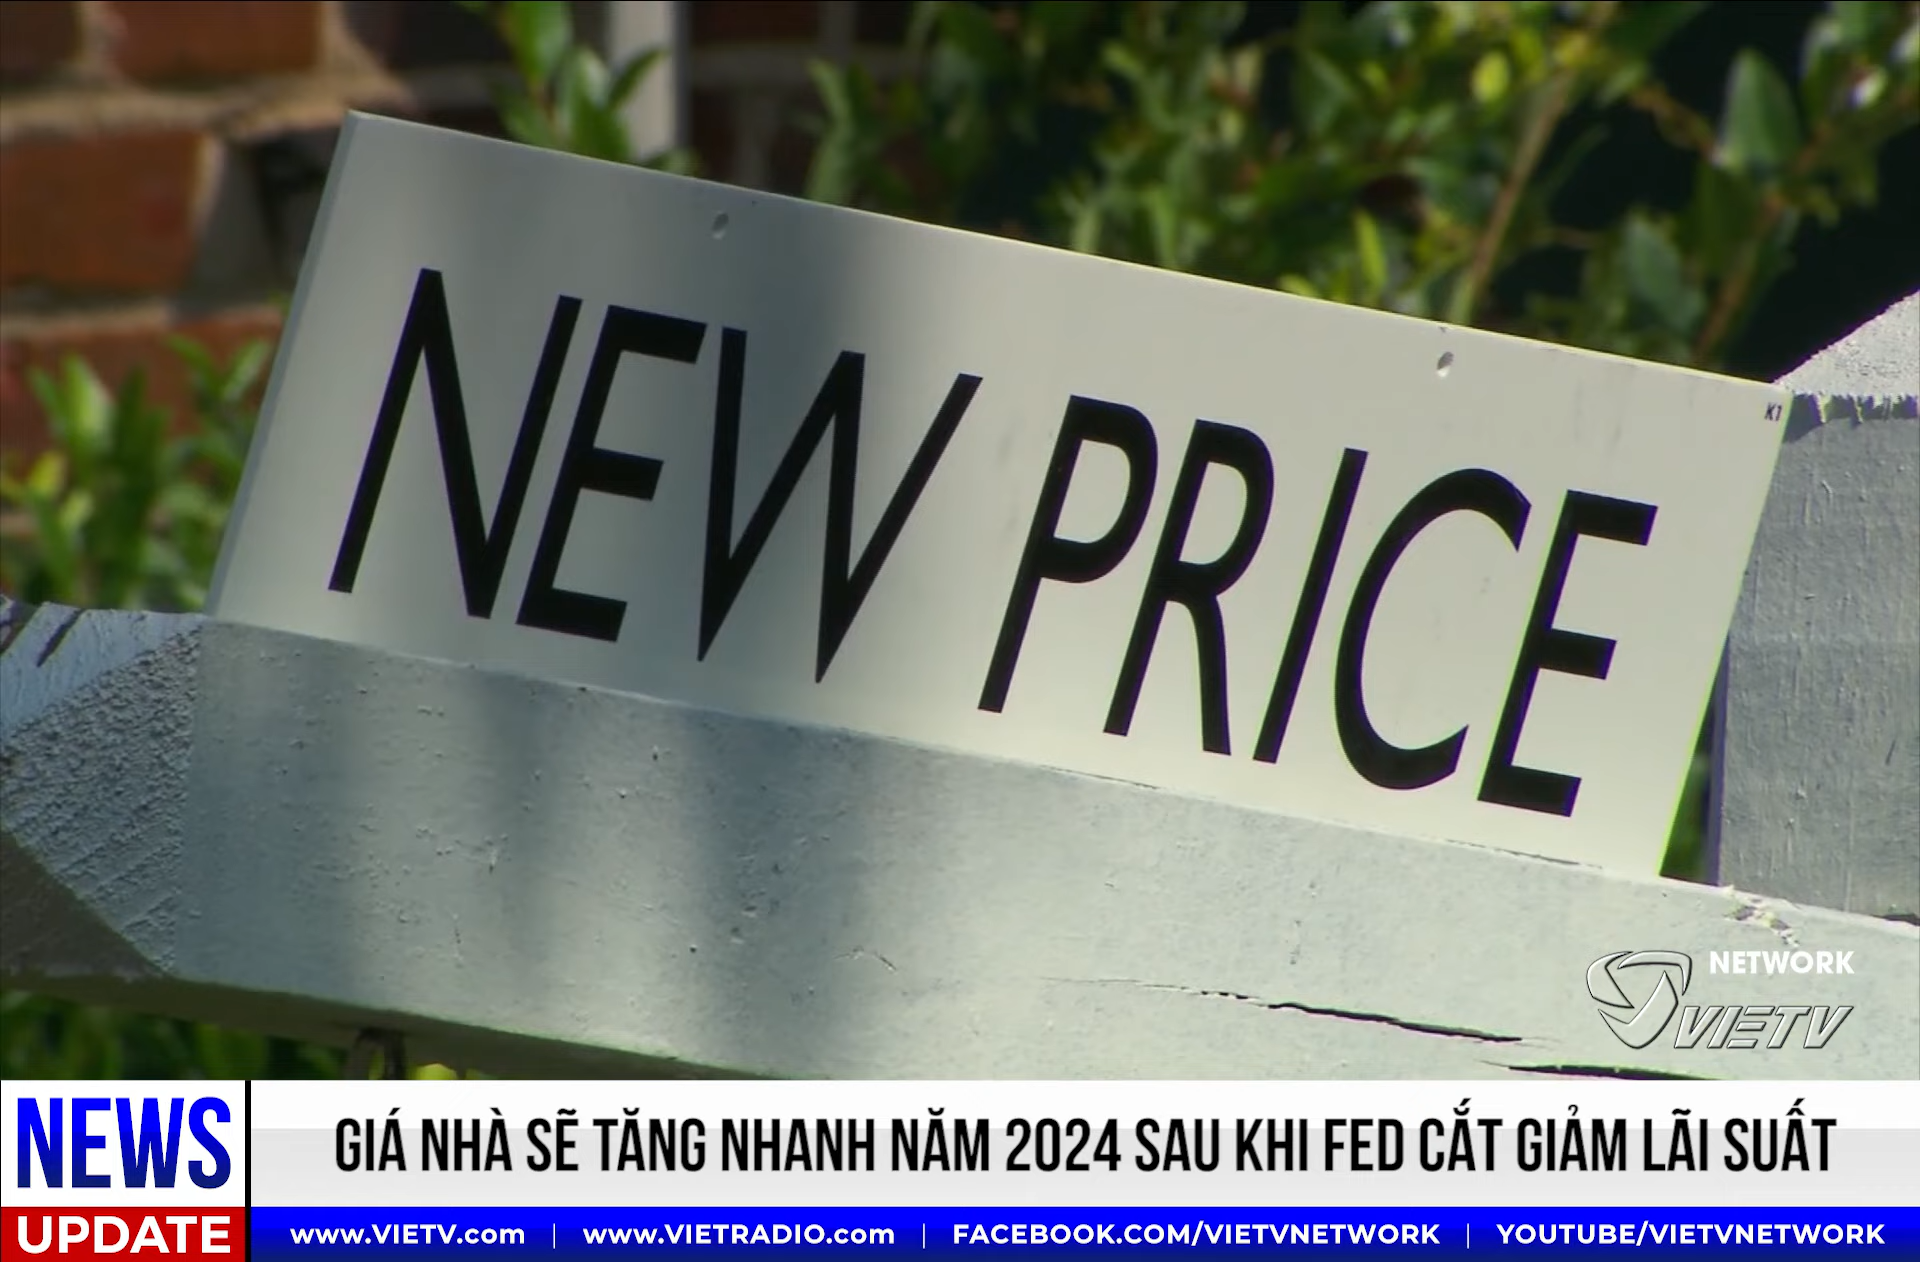 NEW PRICE
K1
NETWORK
VIETV
NEWS
UPDATE
GIÁ NHÀ SẼ TĂNG NHANH NĂM 2024 SAU KHI FED CẮT GIẢM LÃI SUẤT
www.VIETV.com | www.VIETRADIO.com | FACEBOOK.COM/VIETVNETWORK | YOUTUBE/VIETVNETWORK